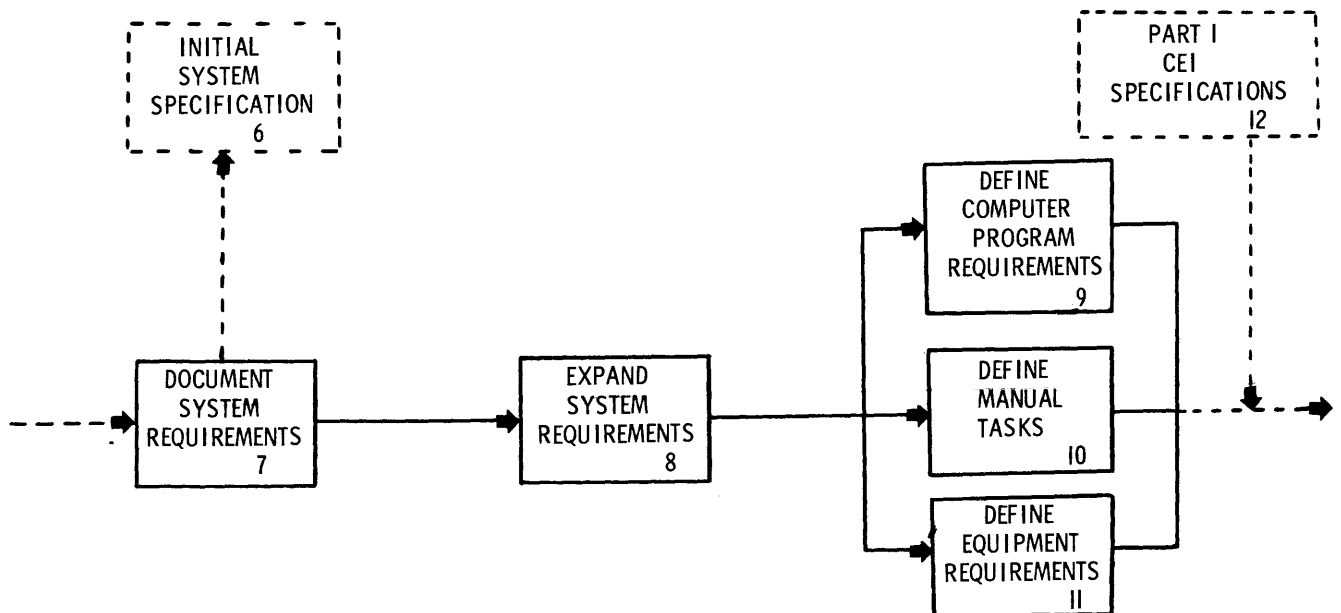 INITIAL
SYSTEM
SPECIFICATION
6
PART I
CEI
SPECIFICATIONS
12
DEFINE
COMPUTER
PROGRAM
REQUIREMENTS
9
DOCUMENT
SYSTEM
REQUIREMENTS
7
EXPAND
SYSTEM
REQUIREMENTS
8
DEFINE
MANUAL
TASKS
10
DEFINE
EQUIPMENT
REQUIREMENTS
11